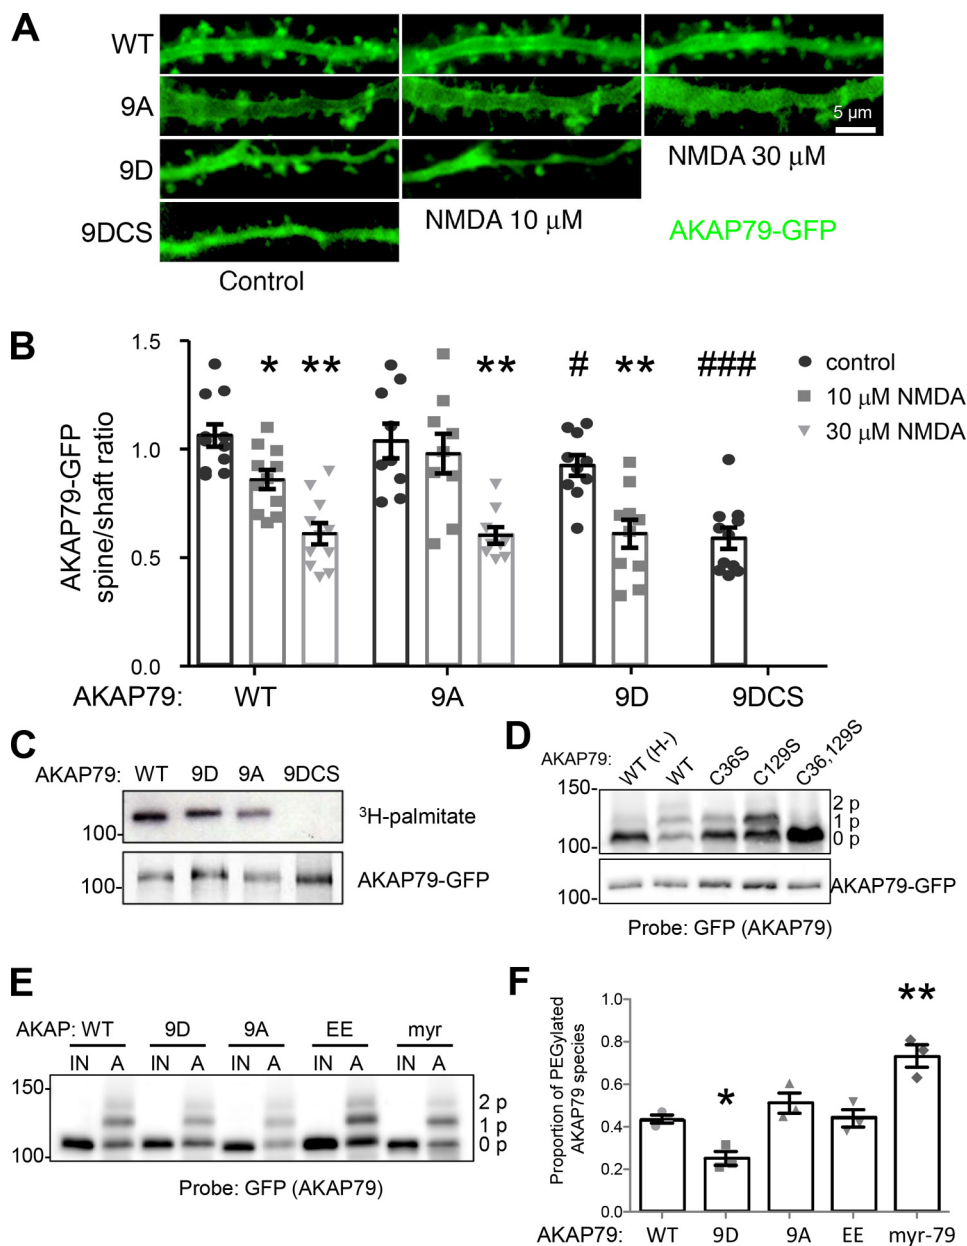 A
WT
9A
5 μm
NMDA 30 μM
9D
NMDA 10 μM
9DCS
AKAP79-GFP
Control
B
1.5
* ** ** # ** ###
control
10 μM NMDA
30 μM NMDA
1.0
AKAP79-GFP
spine/shaft ratio
0.5
0.0
AKAP79: WT 9A 9D 9DCS
C
AKAP79: WT 9D 9A 9DCS
³H-palmitate
100-
AKAP79-GFP
100-
D
AKAP79: WT (H-) WT C36S C129S C36,129S
150-
2 p
1 p
0 p
100-
AKAP79-GFP
100-
Probe: GFP (AKAP79)
E
AKAP: WT 9D 9A EE myr
IN A IN A IN A IN A IN A
150-
2 p
1 p
0 p
100-
Probe: GFP (AKAP79)
F
Proportion of PEGylated
AKAP79 species
1.0
0.8
0.6
0.4
0.2
0.0
* **
AKAP79: WT 9D 9A EE myr-79